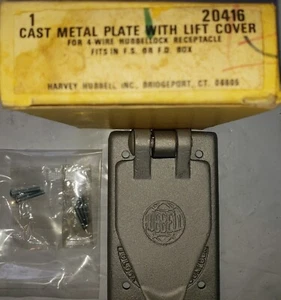 1 20416
CAST METAL PLATE WITH LIFT COVER
FOR 4-WIRE HUBBELLOCK RECEPTACLE
FITS IN F.S. OR F.D. BOX
HARVEY HUBBELL INC., BRIDGEPORT, CT. 06605
HUBBELL